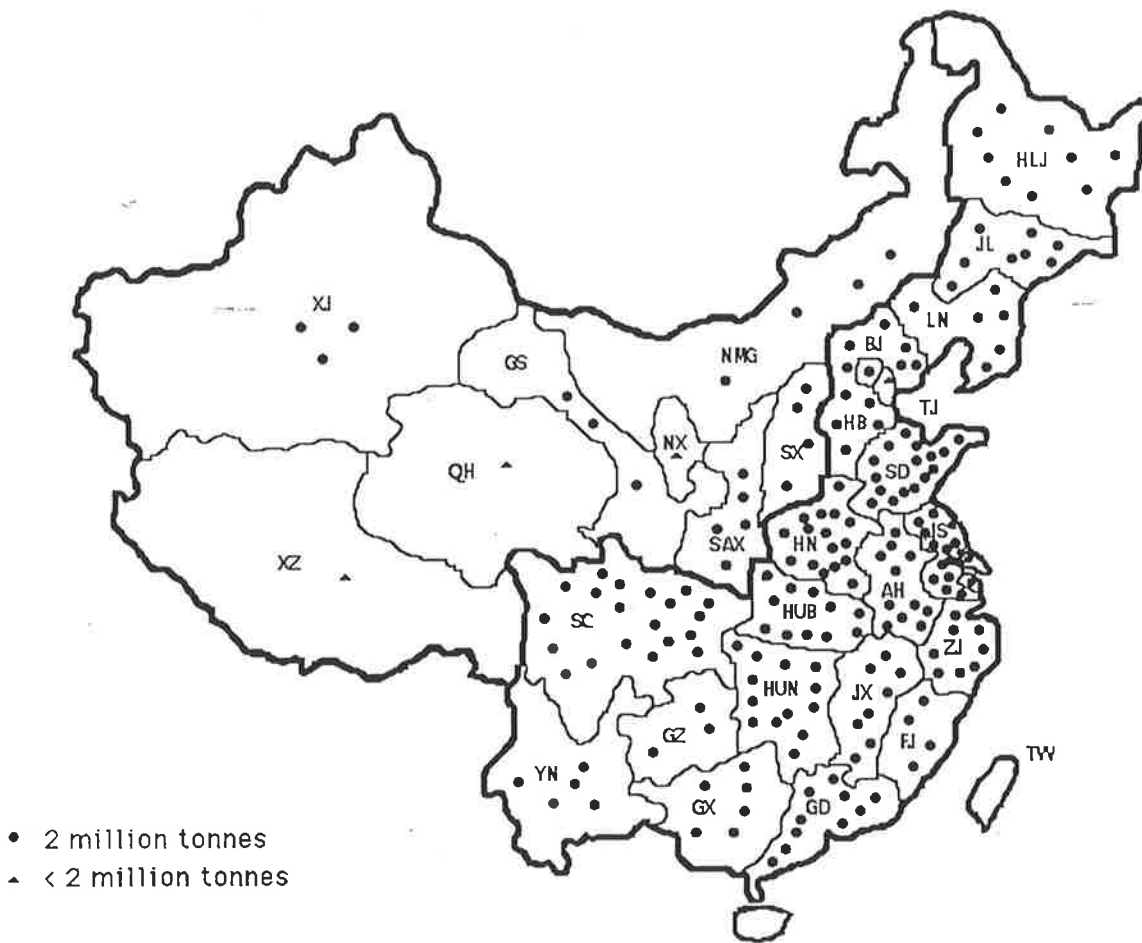 HLJ
JL
XJ
LN
BJ
NMG
GS
TJ
HB
NX
SX
SD
QH
JS
HN
SAX
XZ
AH
HUB
SC
ZJ
HUN
JX
GZ
FJ
TW
YN
GX
GD
2 million tonnes
< 2 million tonnes